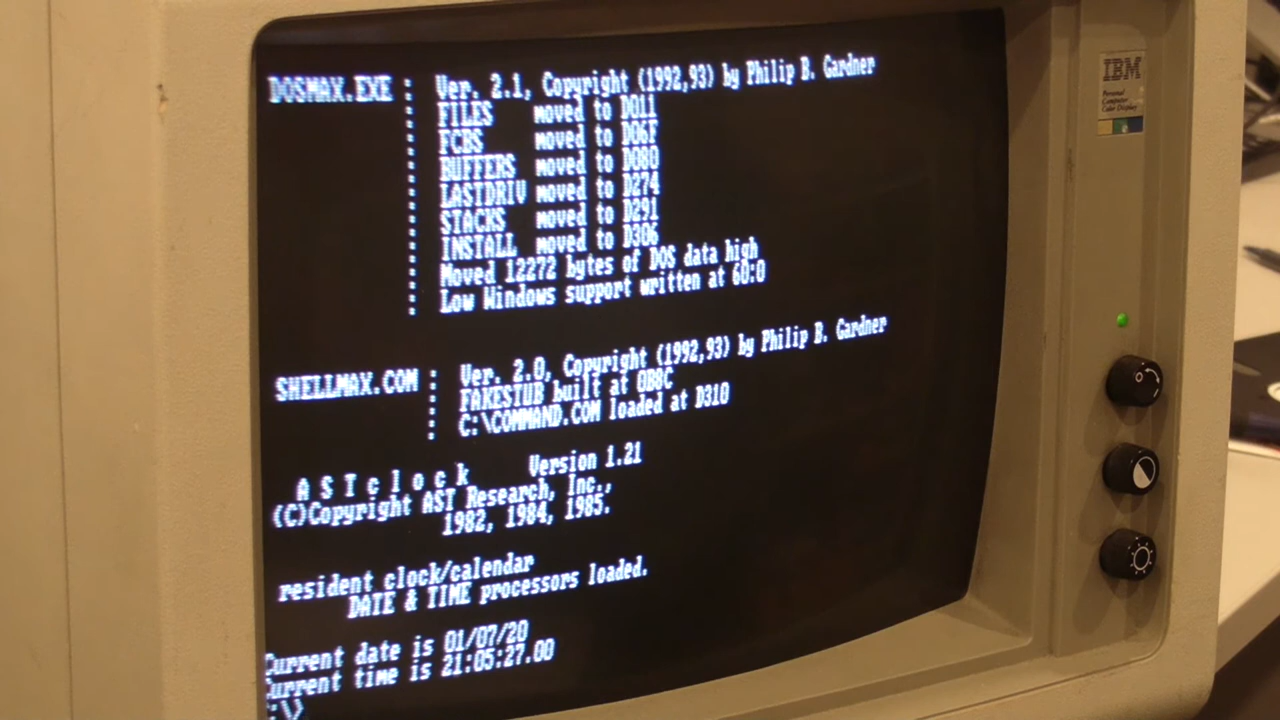 DOSMAX.EXE : Ver. 2.1, Copyright (1992,93) by Philip B. Gardner
: FILES moved to D011
: FCBS moved to D06F
: BUFFERS moved to D080
: LASTDRIV moved to D274
: STACKS moved to D291
: INSTALL moved to D306
: Moved 12272 bytes of DOS data high
: Low Windows support written at 60:0
SHELLMAX.COM : Ver. 2.0, Copyright (1992,93) by Philip B. Gardner
: FAKESTUB built at 0B8C
: C:\COMMAND.COM loaded at D310
A S T c l o c k Version 1.21
(C)Copyright AST Research, Inc.,
1982, 1984, 1985.
resident clock/calendar
DATE & TIME processors loaded.
Current date is 01/07/20
Current time is 21:05:27.00
:\>
IBM
Personal
Computer
Color Display